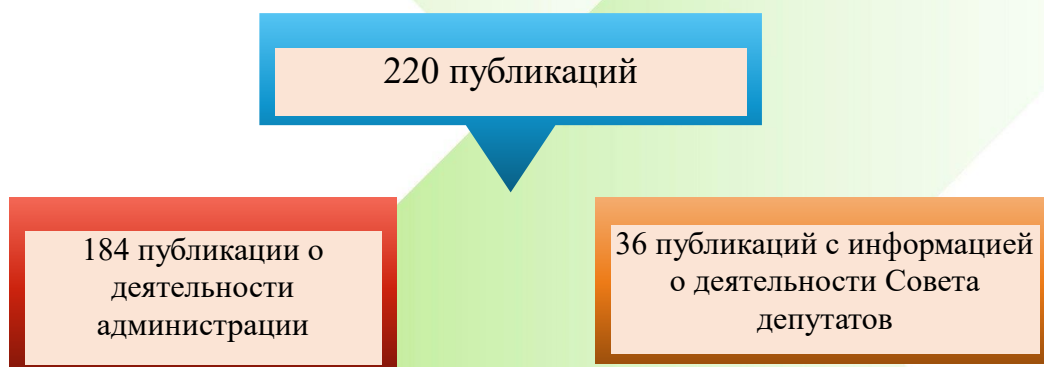 220 публикаций
184 публикации о
деятельности
администрации
36 публикаций с информацией
о деятельности Совета
депутатов